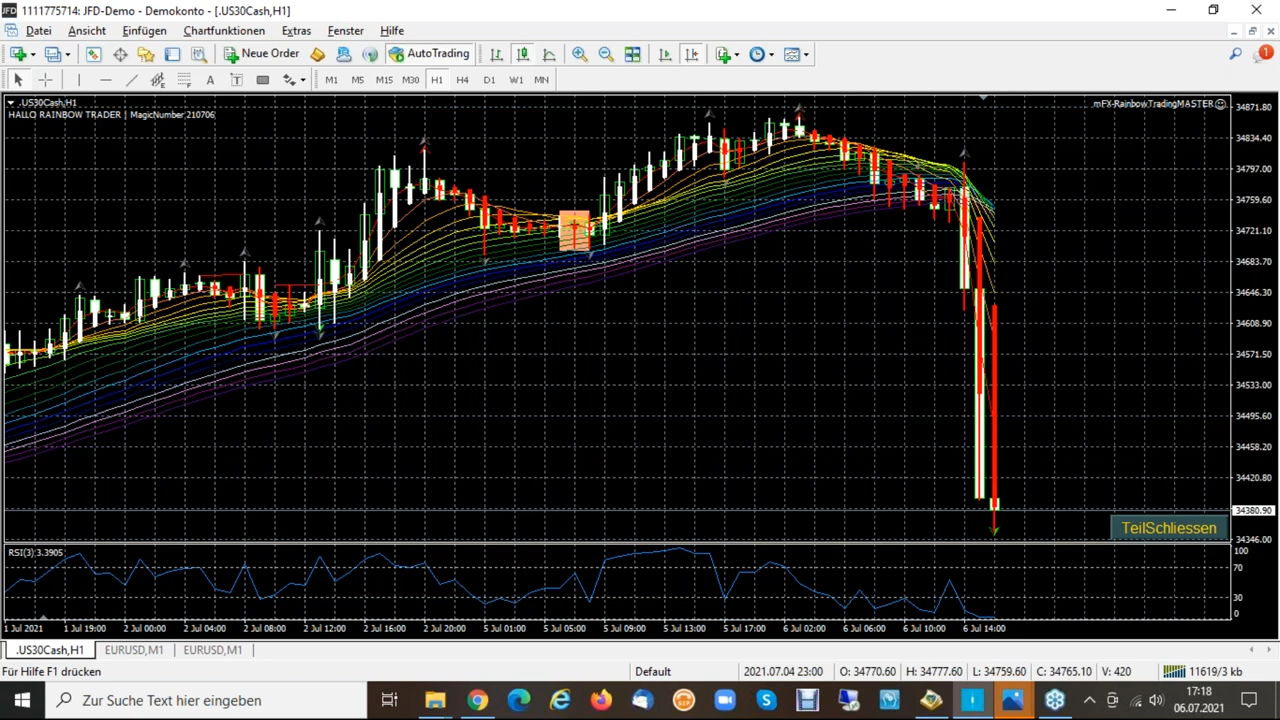 1111775714: JFD-Demo - Demokonto - [.US30Cash,H1]
Datei Ansicht Einfügen Chartfunktionen Extras Fenster Hilfe
New Order AutoTrading
1
A T M1 M5 M15 M30 H1 H4 D1 W1 MN
.US30Cash,H1
mFX-RainbowTradingMASTER
HALLO RAINBOW TRADER | MagicNumber 210706
34871.80
34834.40
34797.00
34759.60
34721.10
34683.70
34646.30
34608.90
34571.50
34533.00
34495.60
34458.20
34420.80
34380.90
34346.00
TeilSchliessen
RSI(3) 3.3905
100
70
30
0
1 Jul 2021 1 Jul 19:00 2 Jul 00:00 2 Jul 04:00 2 Jul 08:00 2 Jul 12:00 2 Jul 16:00 2 Jul 20:00 5 Jul 01:00 5 Jul 05:00 5 Jul 09:00 5 Jul 13:00 5 Jul 17:00 6 Jul 02:00 6 Jul 06:00 6 Jul 10:00 6 Jul 14:00
.US30Cash,H1 EURUSD,M1 EURUSD,M1
Für Hilfe F1 drücken Default 2021.07.04 23:00 O: 34770.60 H: 34777.60 L: 34759.60 C: 34765.10 V: 420 11619/3 kb
Zur Suche Text hier eingeben
17:18
06.07.2021